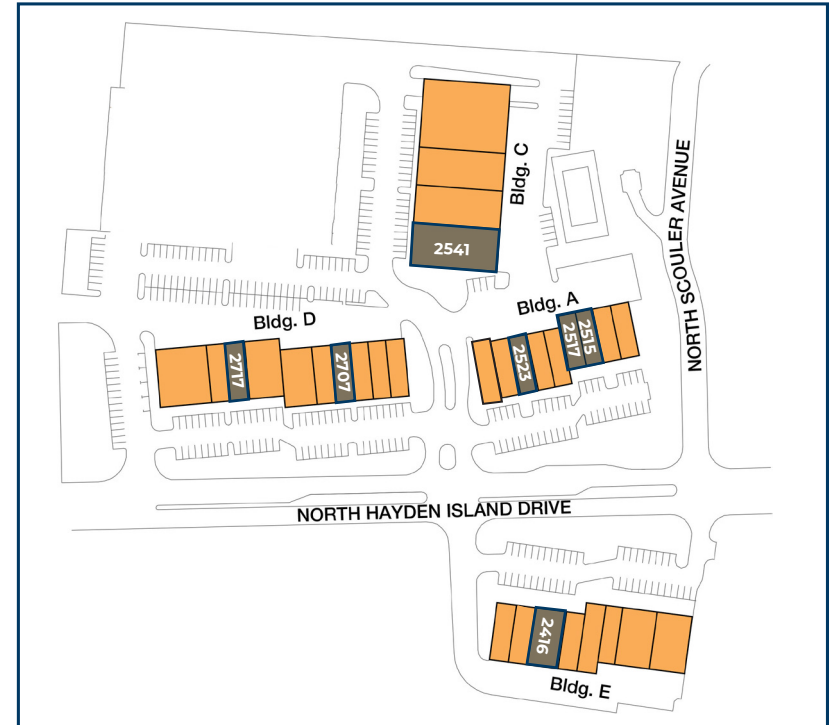 Bldg. C
NORTH SCOULER AVENUE
2541
Bldg. A
Bldg. D
2717
2707
2523
2517
2515
NORTH HAYDEN ISLAND DRIVE
2416
Bldg. E